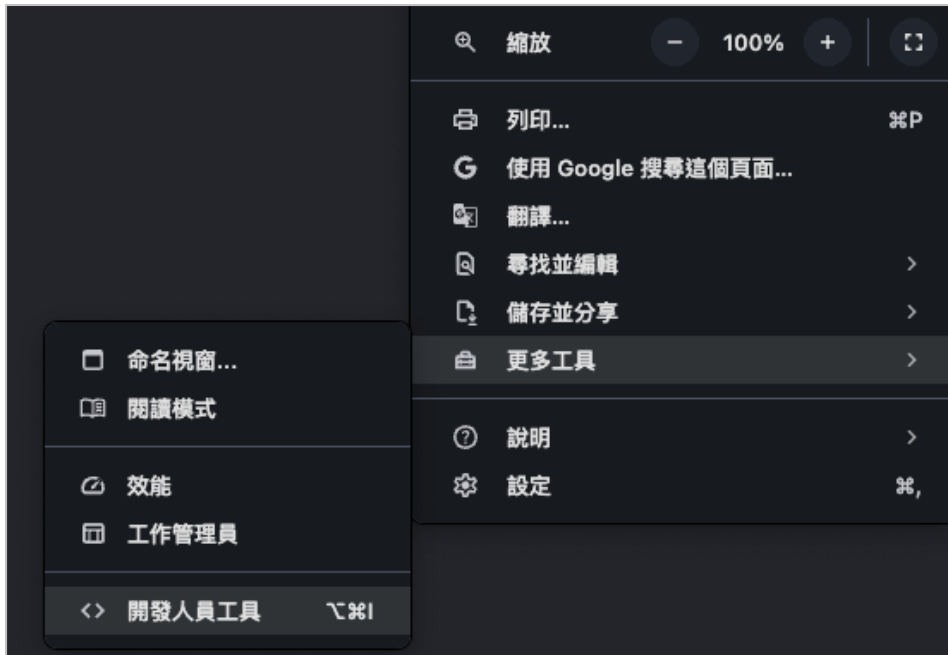 縮放 − 100% +
列印... ⌘P
使用 Google 搜尋這個頁面...
翻譯...
尋找並編輯
儲存並分享
更多工具
說明
設定 ⌘,
命名視窗...
閱讀模式
效能
工作管理員
開發人員工具 ⌥⌘I